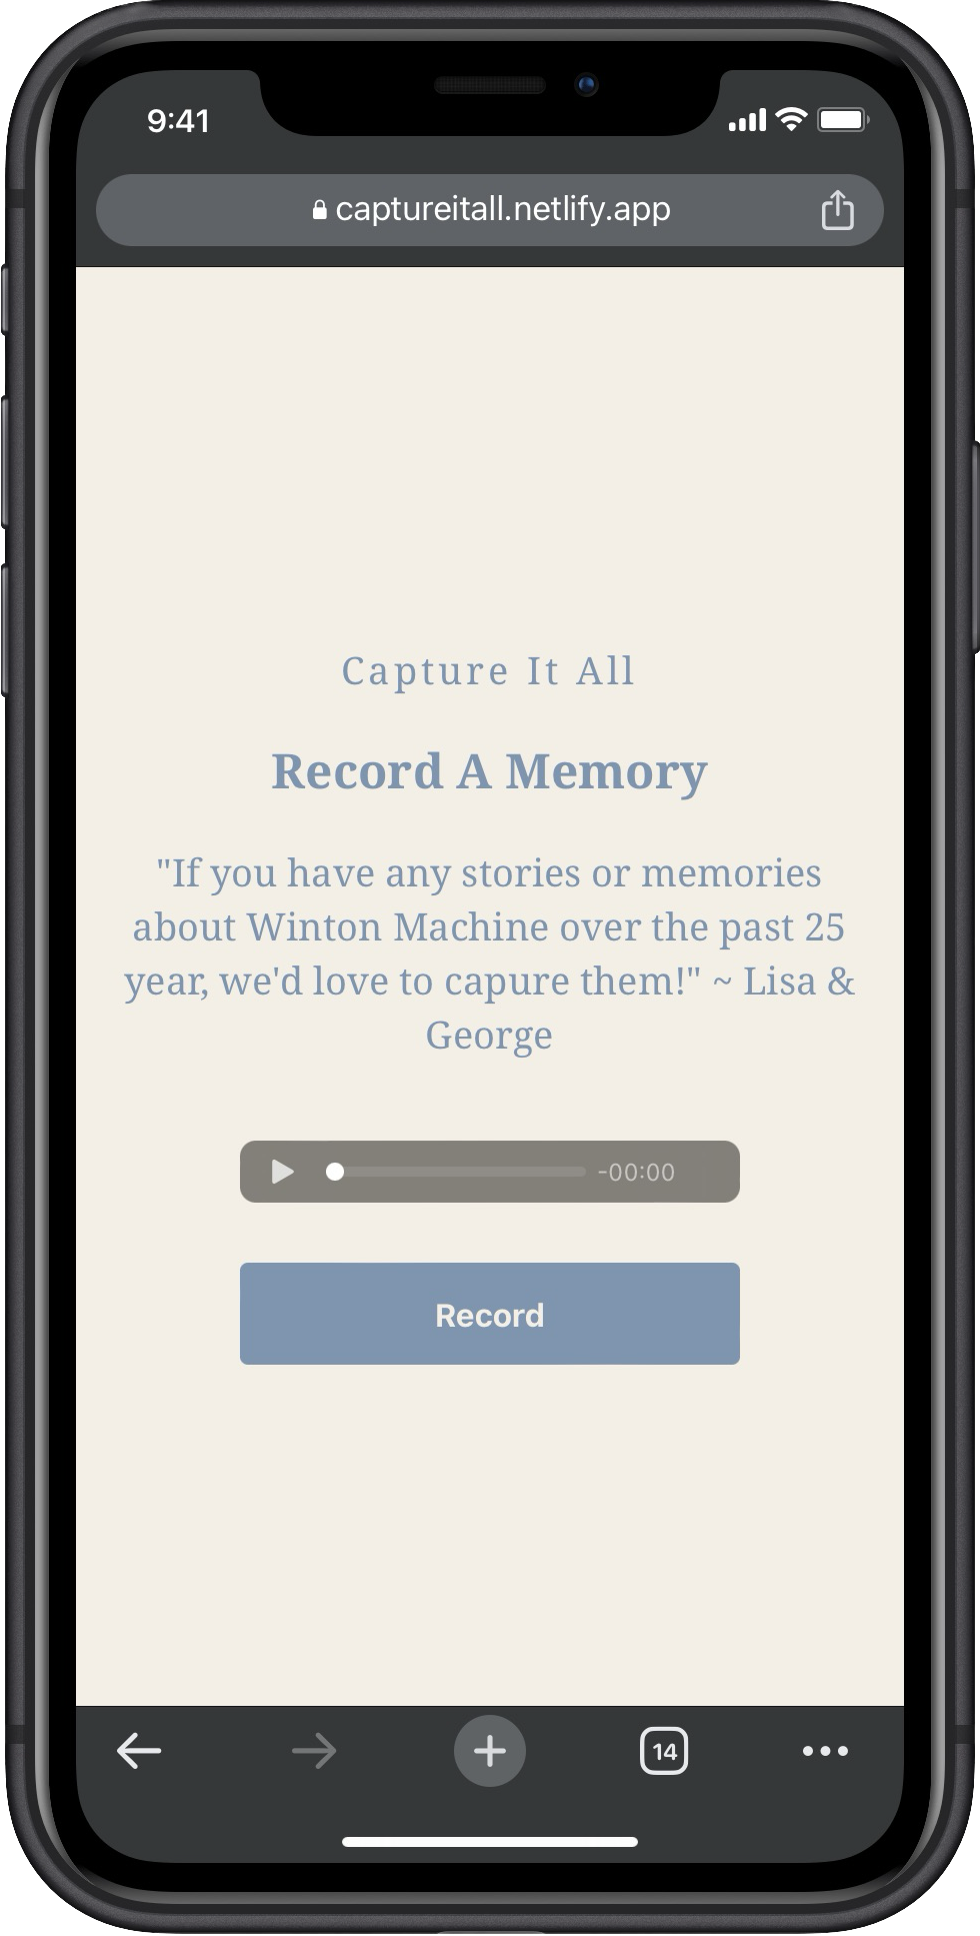 9:41
captureitall.netlify.app
Capture It All
Record A Memory
"If you have any stories or memories
about Winton Machine over the past 25
year, we'd love to capure them!" ~ Lisa &
George
-00:00
Record
14